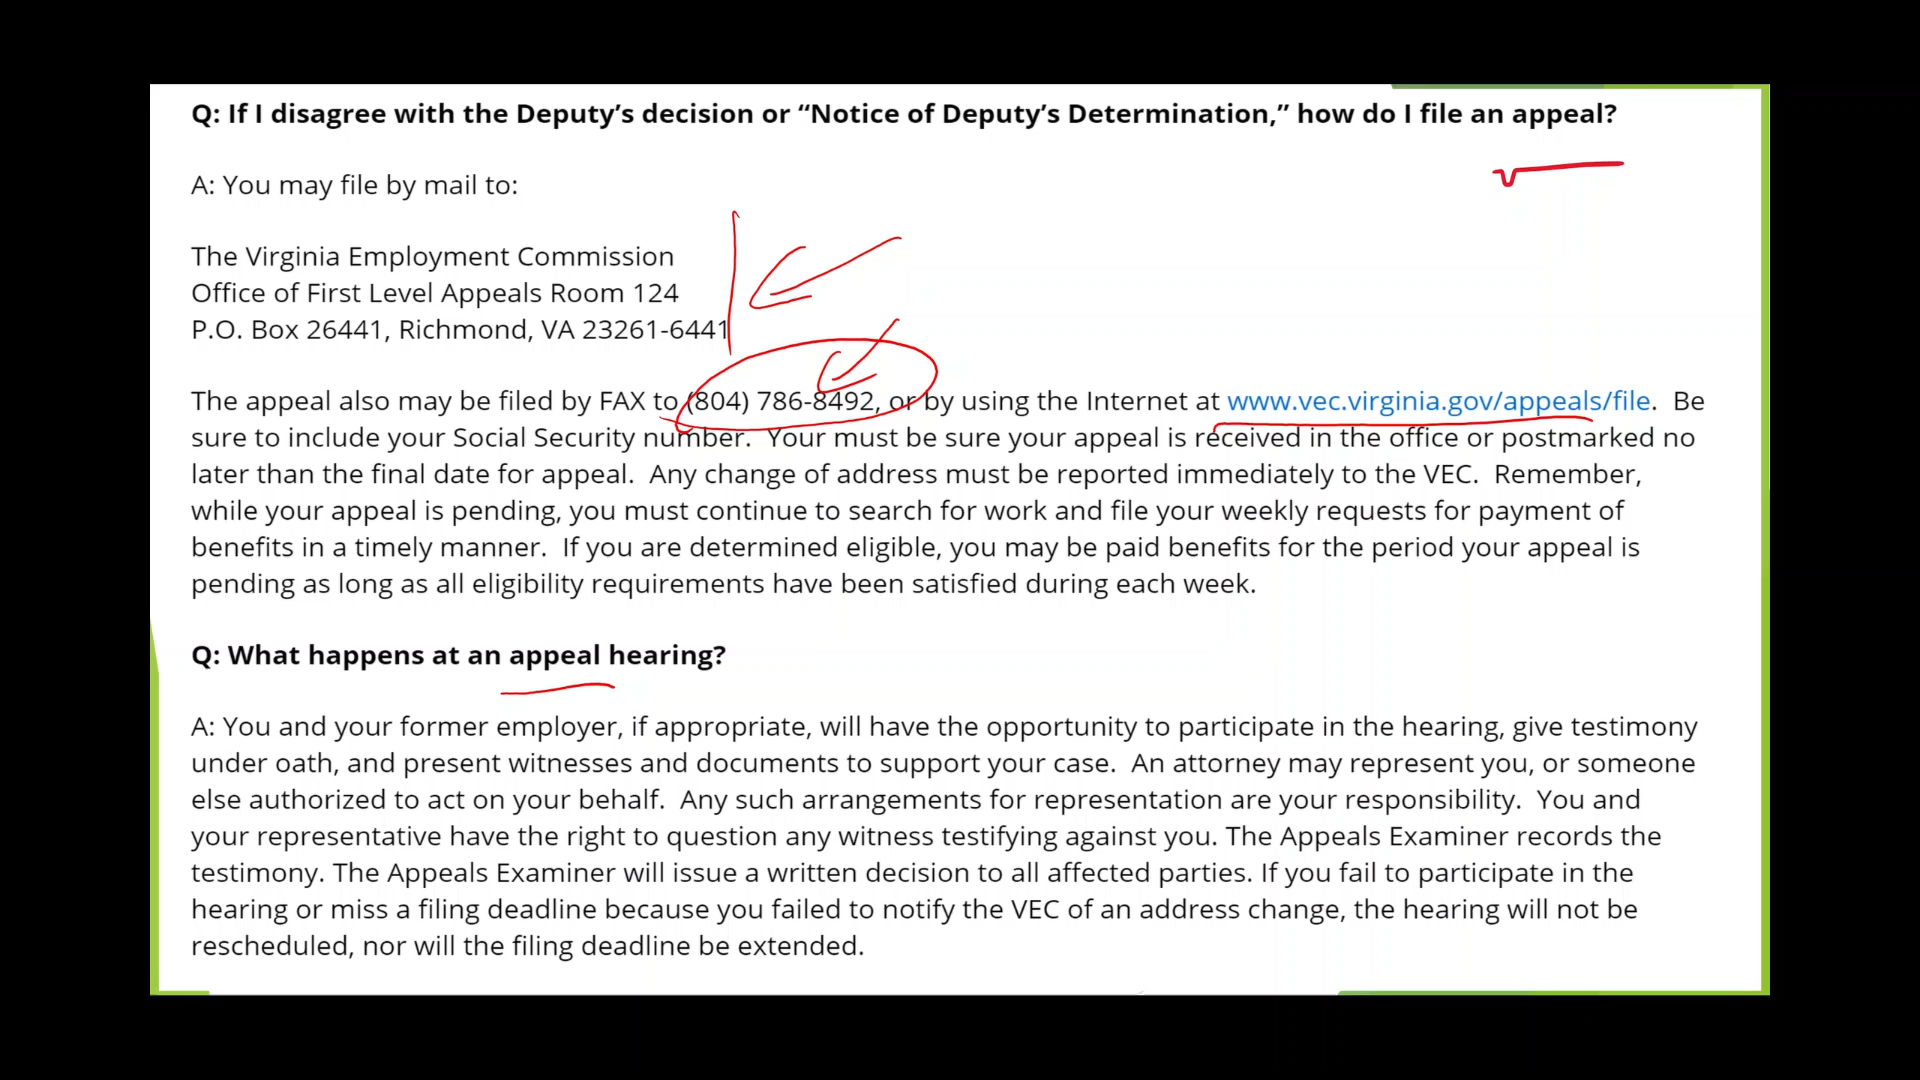 Q: If I disagree with the Deputy’s decision or “Notice of Deputy’s Determination,” how do I file an appeal?
A: You may file by mail to:
The Virginia Employment Commission
Office of First Level Appeals Room 124
P.O. Box 26441, Richmond, VA 23261-6441
The appeal also may be filed by FAX to (804) 786-8492, or by using the Internet at www.vec.virginia.gov/appeals/file.  Be
sure to include your Social Security number.  Your must be sure your appeal is received in the office or postmarked no
later than the final date for appeal.  Any change of address must be reported immediately to the VEC.  Remember,
while your appeal is pending, you must continue to search for work and file your weekly requests for payment of
benefits in a timely manner.  If you are determined eligible, you may be paid benefits for the period your appeal is
pending as long as all eligibility requirements have been satisfied during each week.
Q: What happens at an appeal hearing?
A: You and your former employer, if appropriate, will have the opportunity to participate in the hearing, give testimony
under oath, and present witnesses and documents to support your case.  An attorney may represent you, or someone
else authorized to act on your behalf.  Any such arrangements for representation are your responsibility.  You and
your representative have the right to question any witness testifying against you. The Appeals Examiner records the
testimony. The Appeals Examiner will issue a written decision to all affected parties. If you fail to participate in the
hearing or miss a filing deadline because you failed to notify the VEC of an address change, the hearing will not be
rescheduled, nor will the filing deadline be extended.